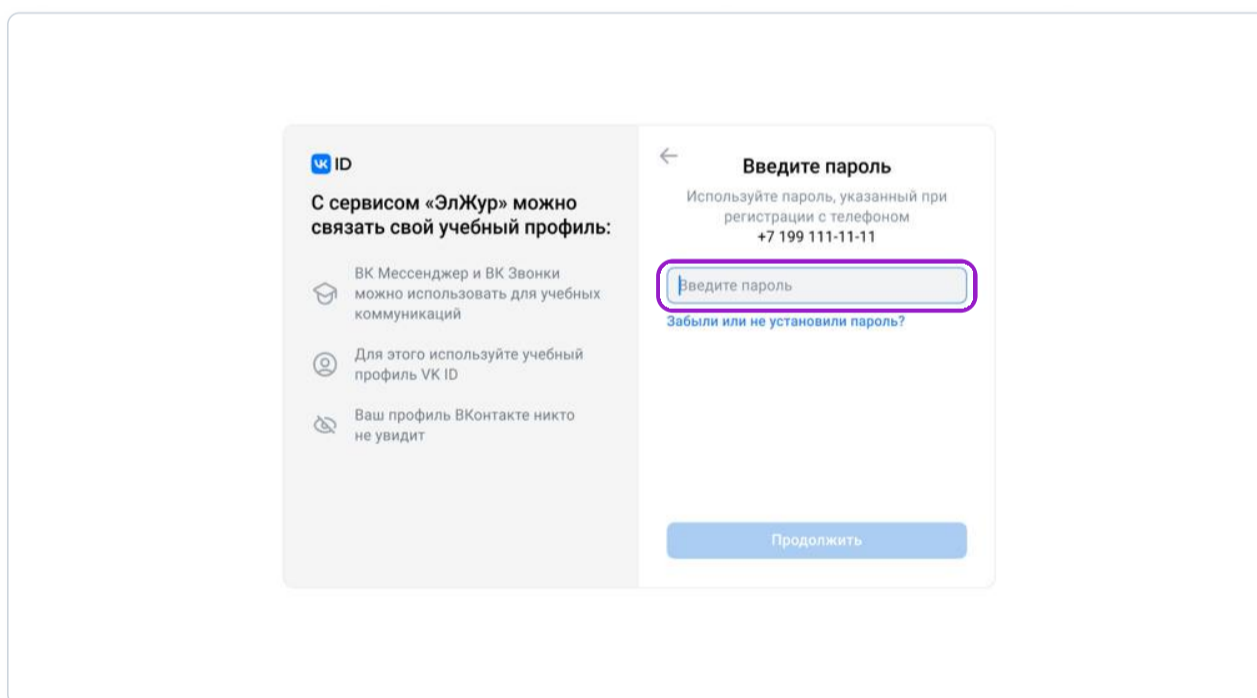 VK ID
С сервисом «ЭлЖур» можно
связать свой учебный профиль:
ВК Мессенджер и ВК Звонки
можно использовать для учебных
коммуникаций
Для этого используйте учебный
профиль VK ID
Ваш профиль ВКонтакте никто
не увидит
Введите пароль
Используйте пароль, указанный при
регистрации с телефоном
+7 199 111-11-11
Введите пароль
Забыли или не установили пароль?
Продолжить